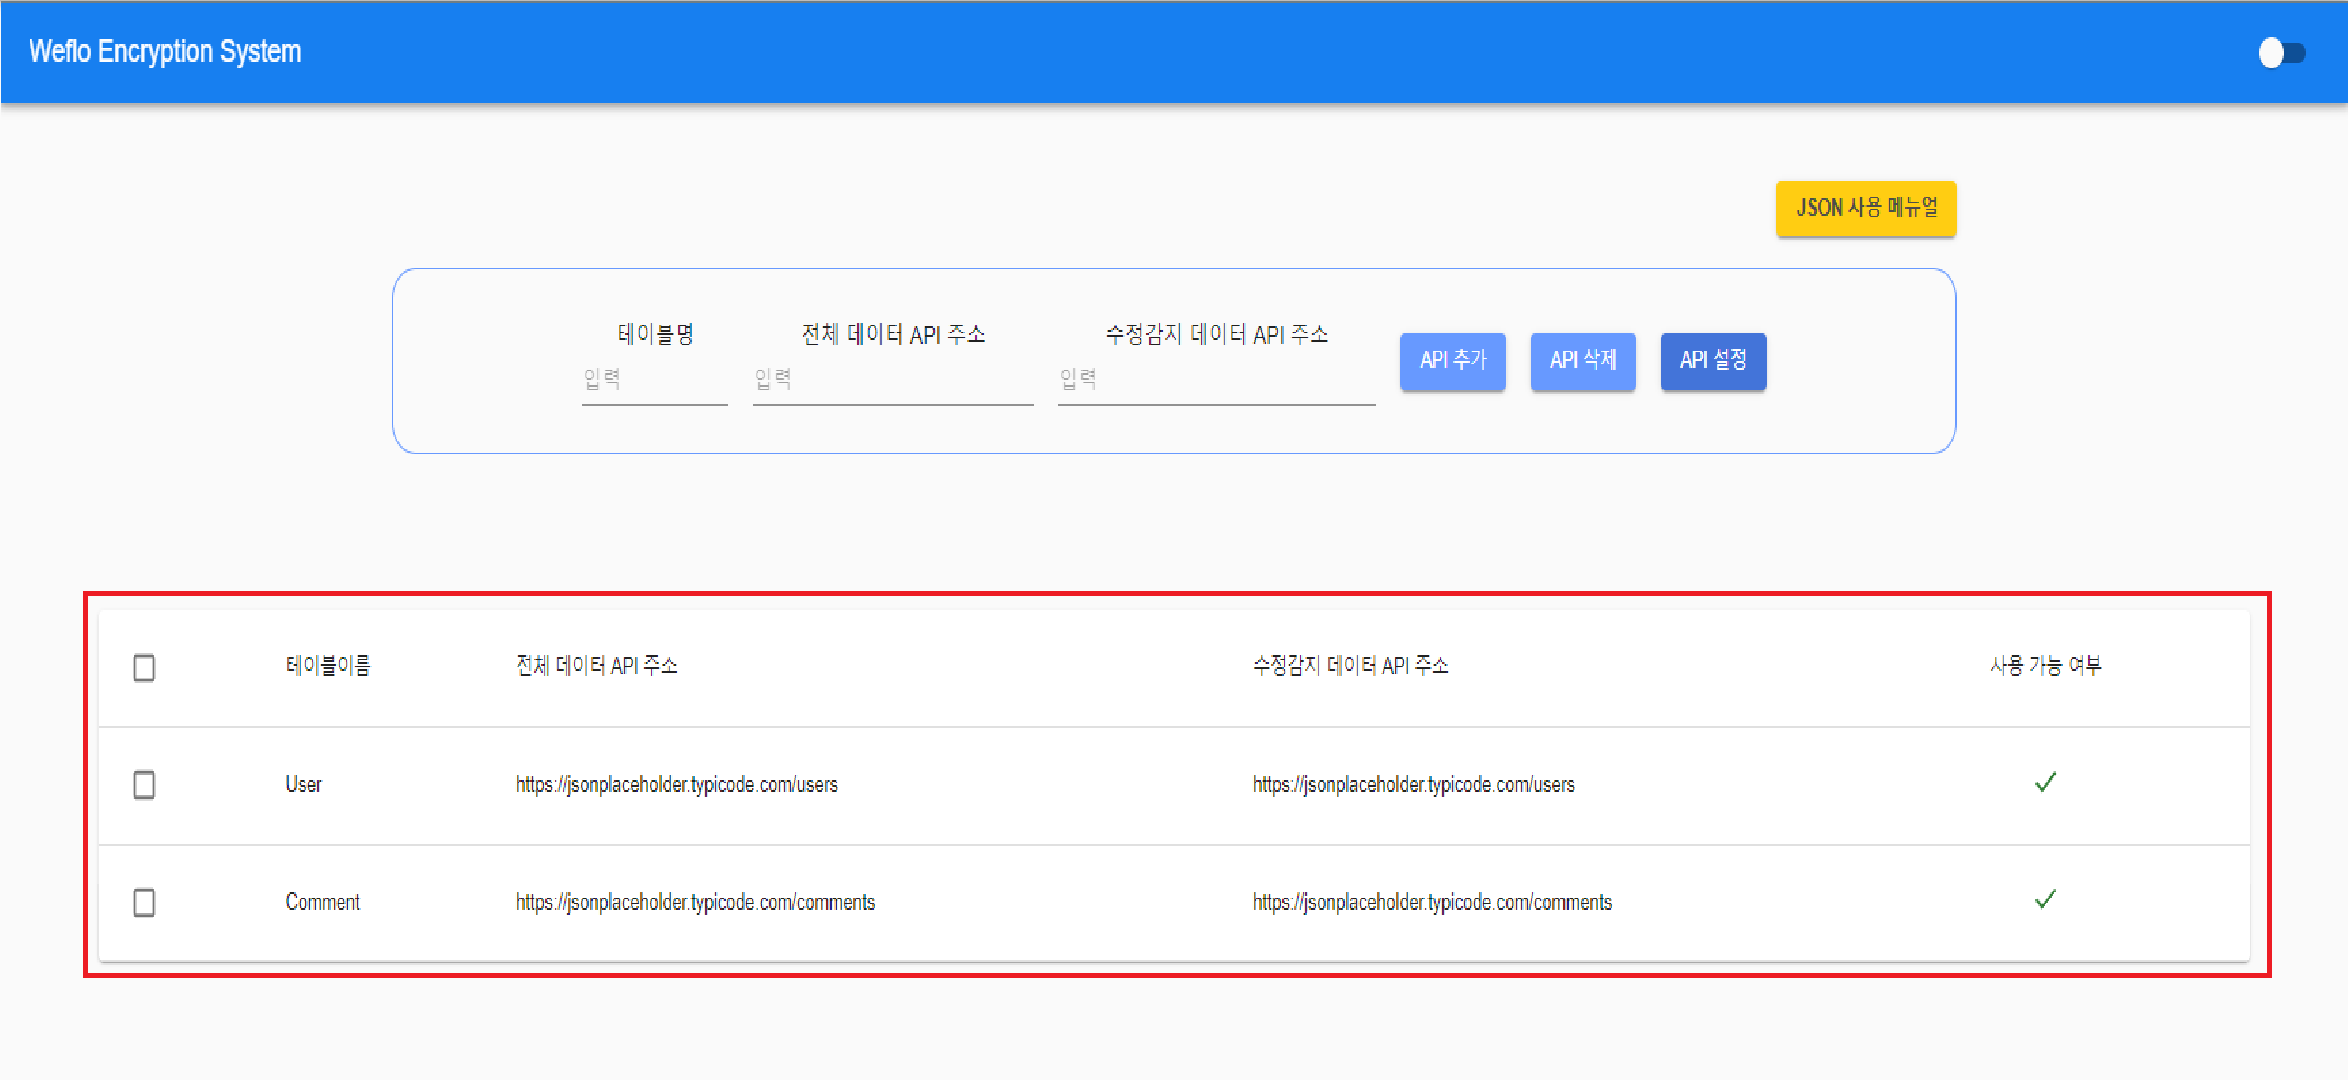 Weflo Encryption System
JSON 사용 메뉴얼
테이블명 전체 데이터 API 주소 수정감지 데이터 API 주소
입력 입력 입력 API 추가 API 삭제 API 설정
테이블이름 전체 데이터 API 주소 수정감지 데이터 API 주소 사용 가능 여부
User https://jsonplaceholder.typicode.com/users https://jsonplaceholder.typicode.com/users
Comment https://jsonplaceholder.typicode.com/comments https://jsonplaceholder.typicode.com/comments